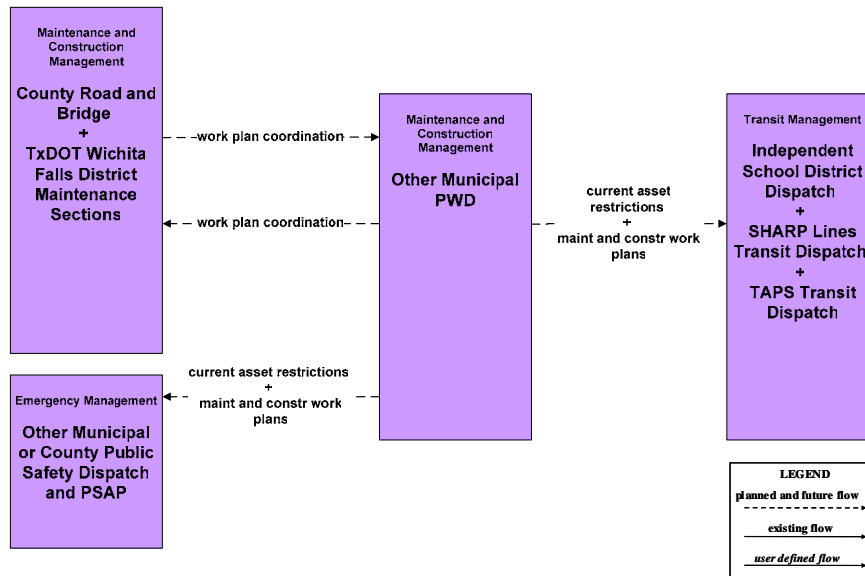 Maintenance and
Construction
Management
County Road and
Bridge
+
TxDOT Wichita
Falls District
Maintenance
Sections
work plan coordination
work plan coordination
Maintenance and
Construction
Management
Other Municipal
PWD
current asset
restrictions
+
maint and constr work
plans
Transit Management
Independent
School District
Dispatch
+
SHARP Lines
Transit Dispatch
+
TAPS Transit
Dispatch
current asset restrictions
+
maint and constr work
plans
Emergency Management
Other Municipal
or County Public
Safety Dispatch
and PSAP
LEGEND
planned and future flow
existing flow
user defined flow